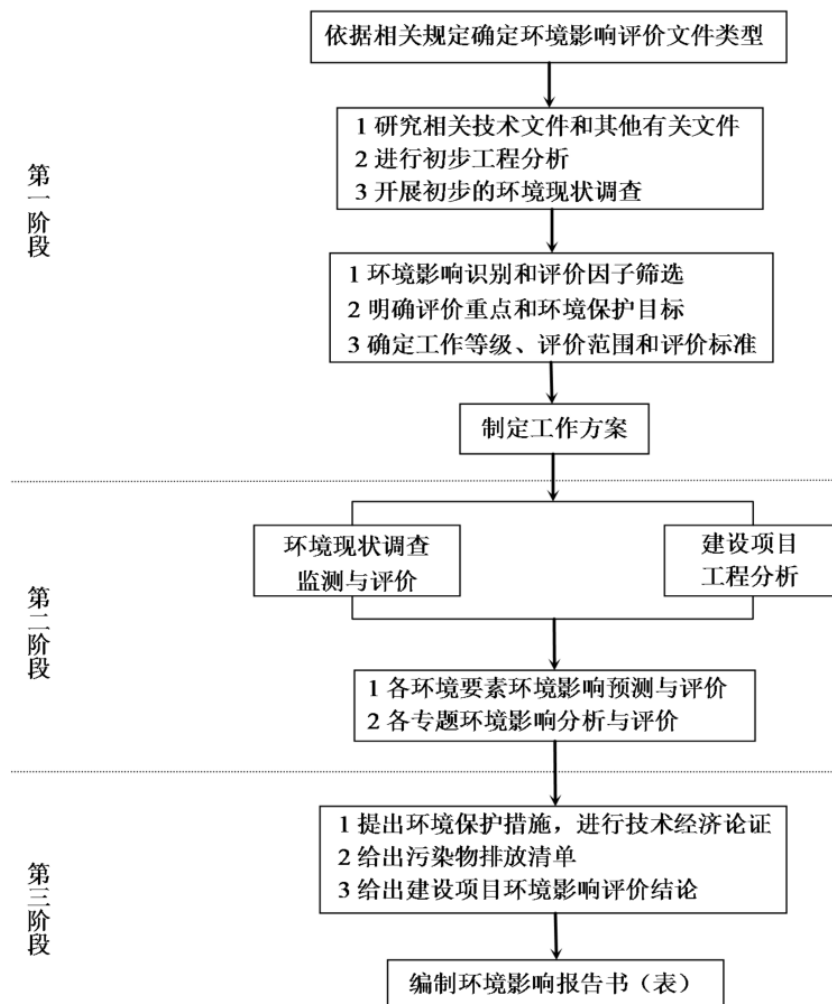 依据相关规定确定环境影响评价文件类型
1 研究相关技术文件和其他有关文件
2 进行初步工程分析
3 开展初步的环境现状调查
第一阶段
1 环境影响识别和评价因子筛选
2 明确评价重点和环境保护目标
3 确定工作等级、评价范围和评价标准
制定工作方案
环境现状调查
监测与评价
建设项目
工程分析
第二阶段
1 各环境要素环境影响预测与评价
2 各专题环境影响分析与评价
1 提出环境保护措施，进行技术经济论证
2 给出污染物排放清单
3 给出建设项目环境影响评价结论
第三阶段
编制环境影响报告书（表）